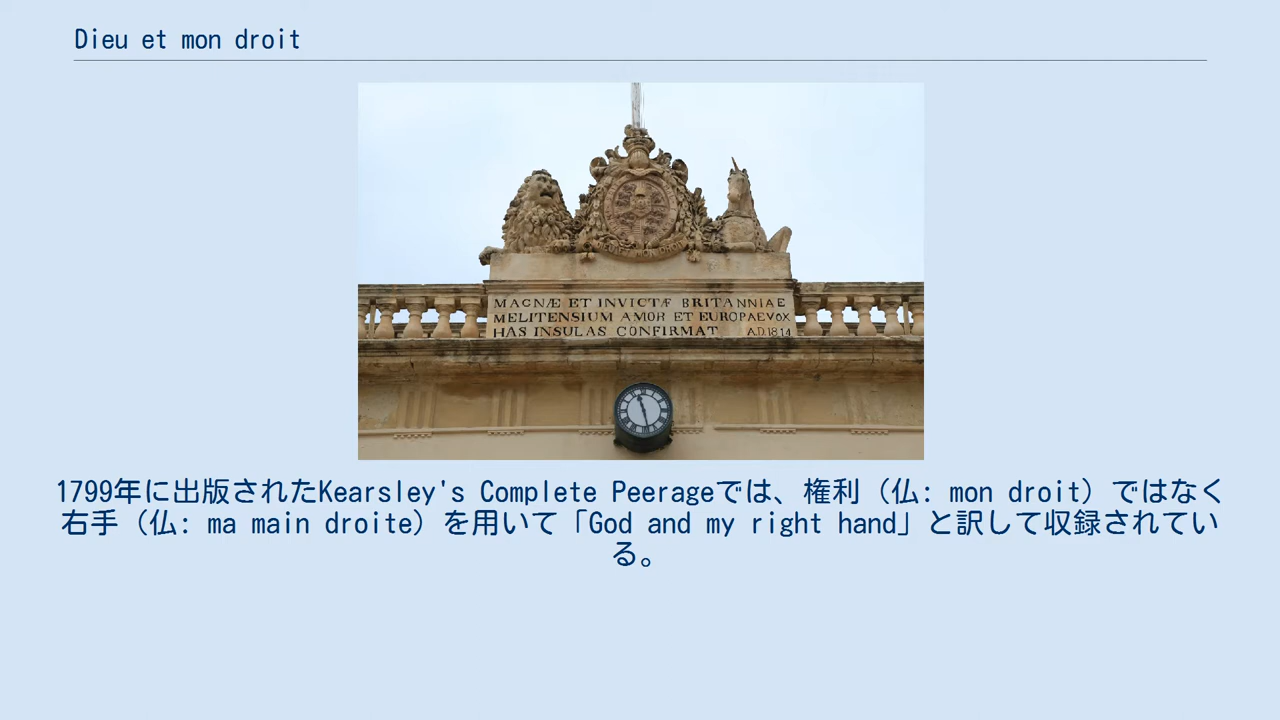 Dieu et mon droit
MAGNÆ ET INVICTÆ BRITANNIAE
MELITENSIUM AMOR ET EUROPAE VOX
HAS INSULAS CONFIRMAT A.D.1814
1799年に出版されたKearsley's Complete Peerageでは、権利（仏: mon droit）ではなく
右手（仏: ma main droite）を用いて「God and my right hand」と訳して収録されてい
る。